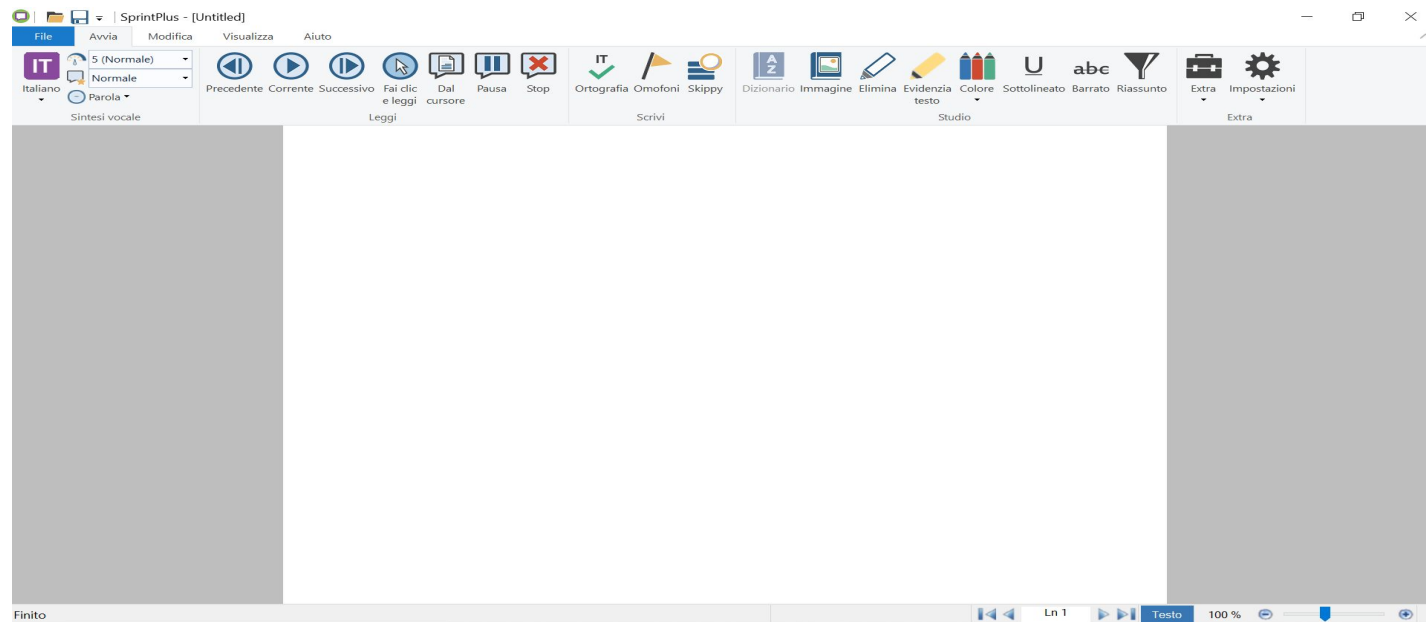 SprintPlus - [Untitled]
File Avvia Modifica Visualizza Aiuto
IT
Italiano
5 (Normale)
Normale
Parola
Sintesi vocale
Precedente Corrente Successivo Fai clic e leggi Dal cursore Pausa Stop
Leggi
IT
Ortografia Omofoni Skippy
Scrivi
A
Z
U abc
Dizionario Immagine Elimina Evidenzia testo Colore Sottolineato Barrato Riassunto
Studio
Extra Impostazioni
Extra
Finito Ln 1 Testo 100 %